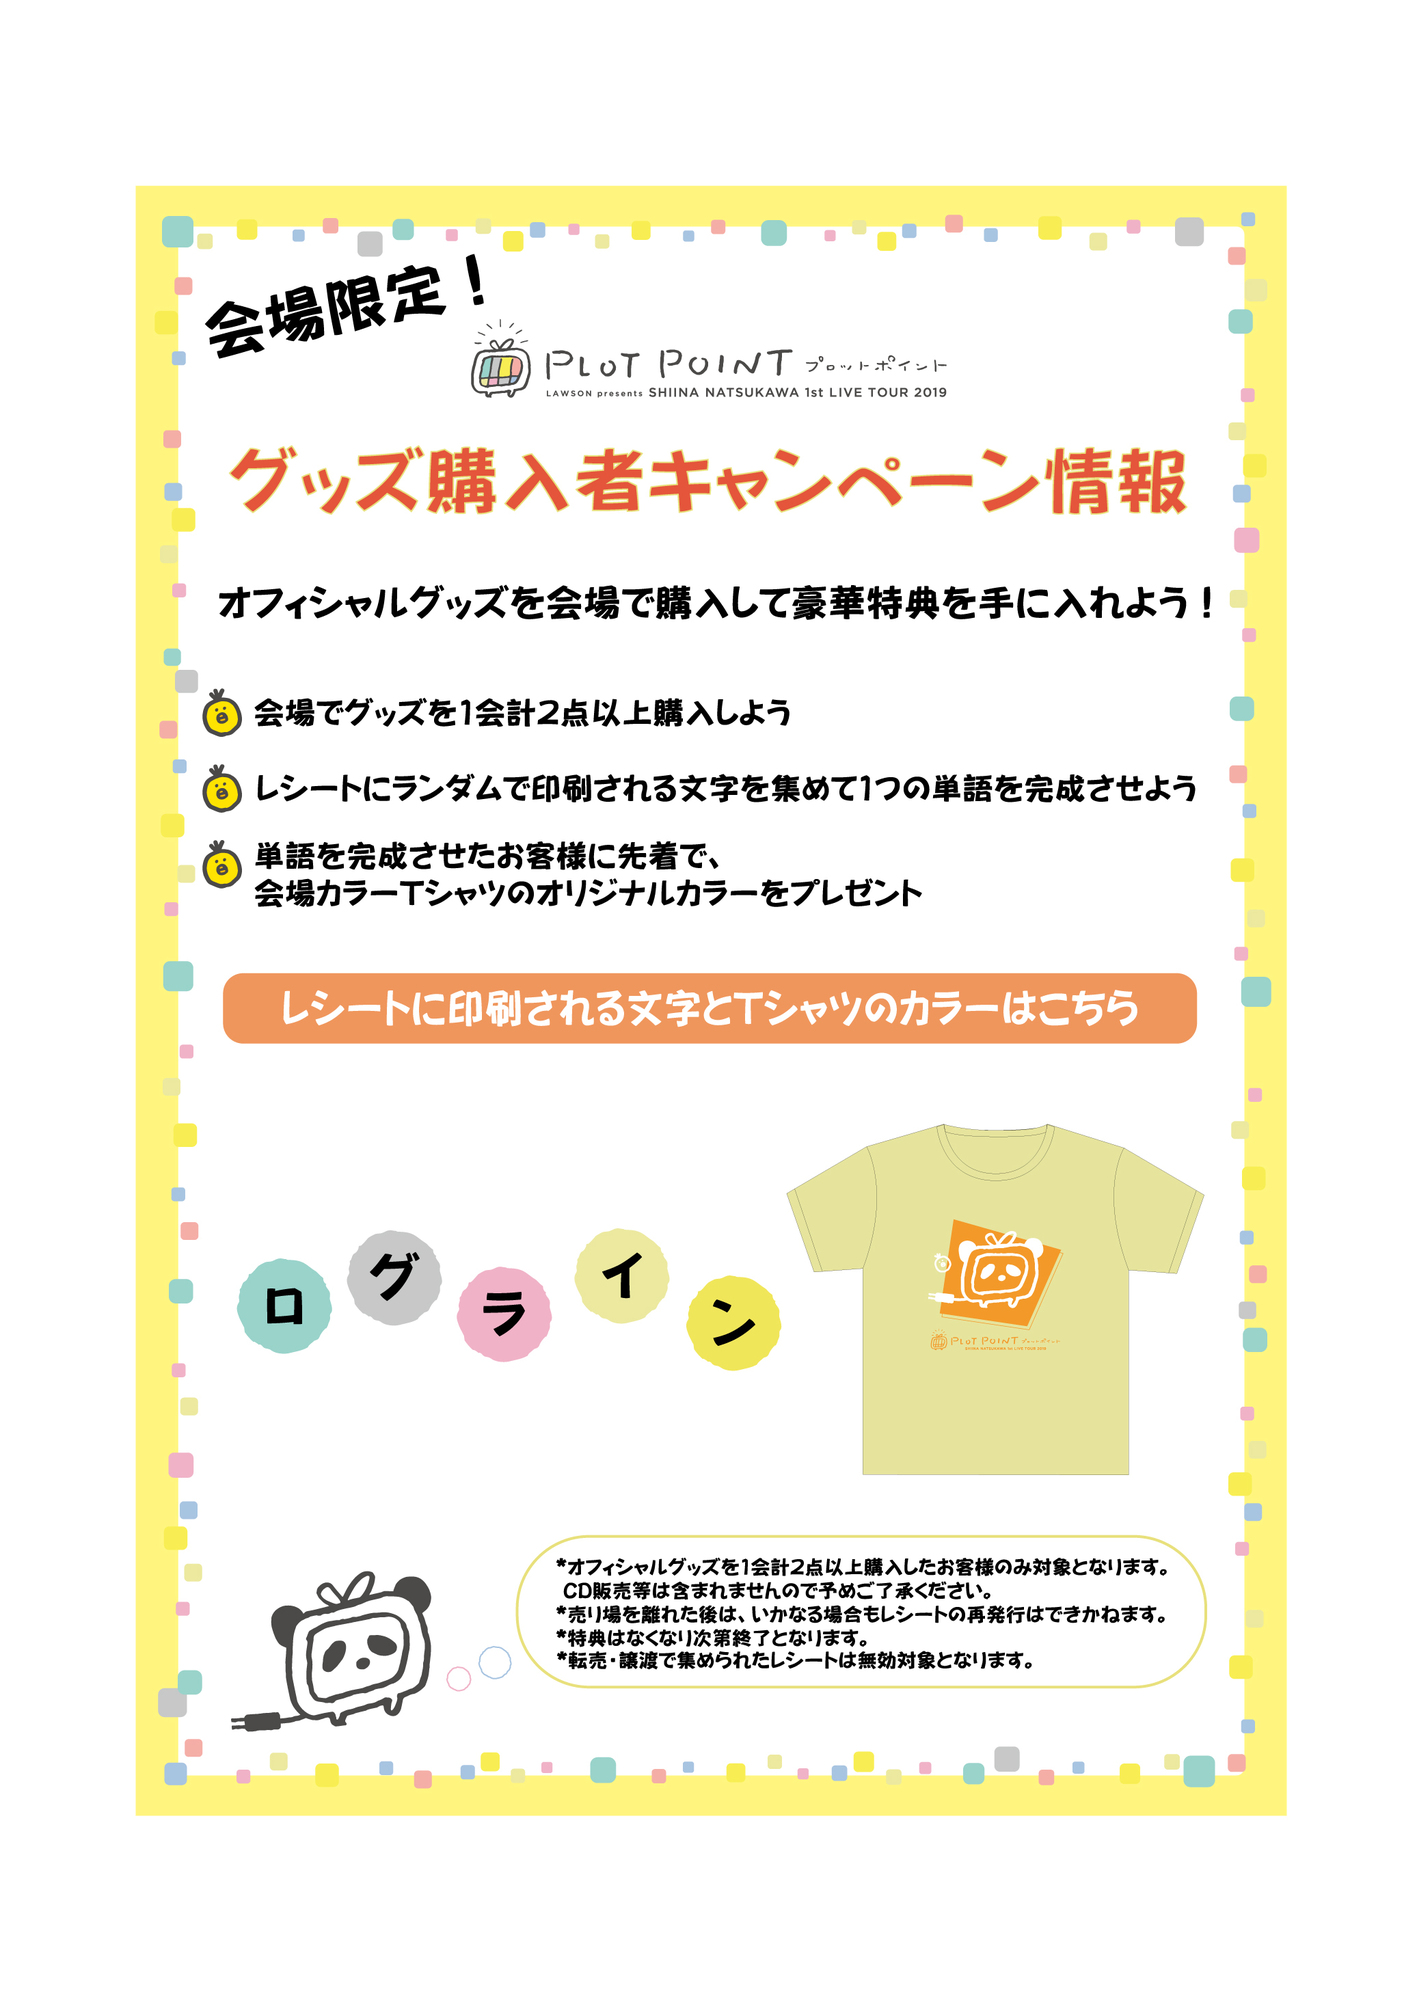 会場限定！
PLOT POINT プロットポイント
LAWSON presents SHIINA NATSUKAWA 1st LIVE TOUR 2019
グッズ購入者キャンペーン情報
オフィシャルグッズを会場で購入して豪華特典を手に入れよう！
会場でグッズを1会計2点以上購入しよう
レシートにランダムで印刷される文字を集めて1つの単語を完成させよう
単語を完成させたお客様に先着で、
会場カラーTシャツのオリジナルカラーをプレゼント
レシートに印刷される文字とTシャツのカラーはこちら
ログライン
PLOT POINT プロットポイント
SHIINA NATSUKAWA 1st LIVE TOUR 2019
*オフィシャルグッズを1会計2点以上購入したお客様のみ対象となります。
CD販売等は含まれませんので予めご了承ください。
*売り場を離れた後は、いかなる場合もレシートの再発行はできかねます。
*特典はなくなり次第終了となります。
*転売・譲渡で集められたレシートは無効対象となります。